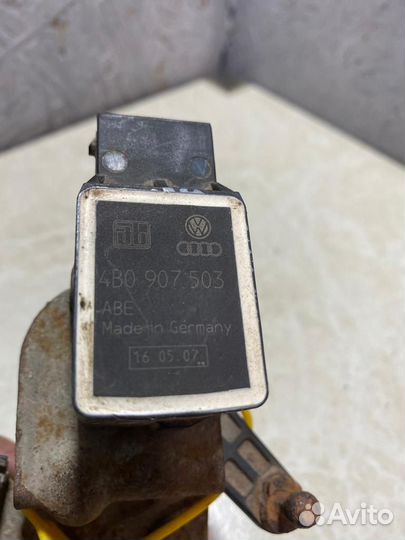 4B0 907 503
ABE
Made in Germany
16.05.07
Avito